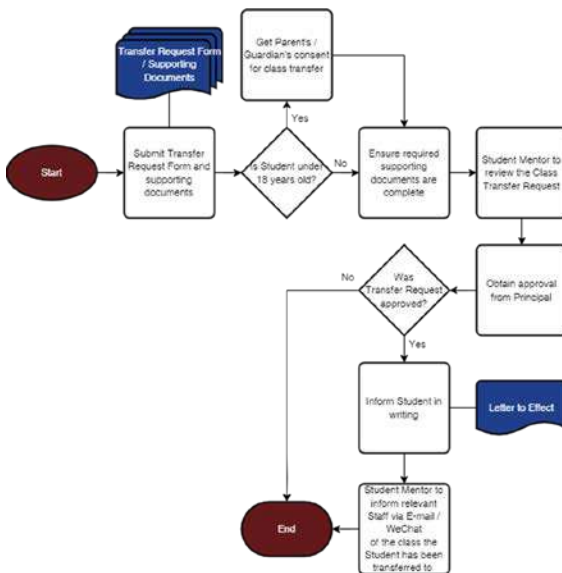 Transfer Request Form
/ Supporting
Documents
Get Parent's /
Guardian's consent
for class transfer
Yes
Start
Submit Transfer
Request Form and
supporting
documents
Is Student under
18 years old?
No
Ensure required
supporting
documents are
complete
Student Mentor to
review the Class
Transfer Request
Obtain approval
from Principal
Was
Transfer Request
approved?
No
Yes
Inform Student in
writing
Letter to Effect
Student Mentor to
inform relevant
Staff via E-mail /
WeChat
of the class the
Student has been
transferred to
End